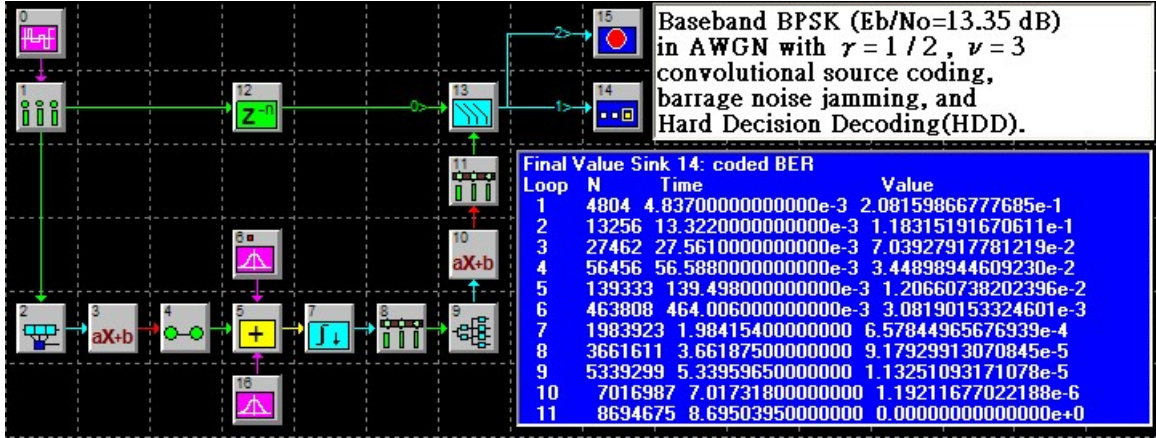 0
15
1
12
Z⁻ⁿ
0>
13
2>
1>
14
Baseband BPSK (Eb/No=13.35 dB)
in AWGN with r = 1 / 2 , ν = 3
convolutional source coding,
barrage noise jamming, and
Hard Decision Decoding(HDD).
11
6
10
aX+b
2
3
aX+b
4
5
+
7
8
9
16
Final Value Sink 14: coded BER
Loop N Time Value
1 4804 4.83700000000000e-3 2.08159866777685e-1
2 13256 13.3220000000000e-3 1.18315191670611e-1
3 27462 27.5610000000000e-3 7.03927917781219e-2
4 56456 56.5880000000000e-3 3.44898944609230e-2
5 139333 139.498000000000e-3 1.20660738202396e-2
6 463808 464.006000000000e-3 3.08190153324601e-3
7 1983923 1.98415400000000 6.57844965676939e-4
8 3661611 3.66187500000000 9.17929913070845e-5
9 5339299 5.33959650000000 1.13251093171078e-5
10 7016987 7.01731800000000 1.19211677022188e-6
11 8694675 8.69503950000000 0.00000000000000e+0